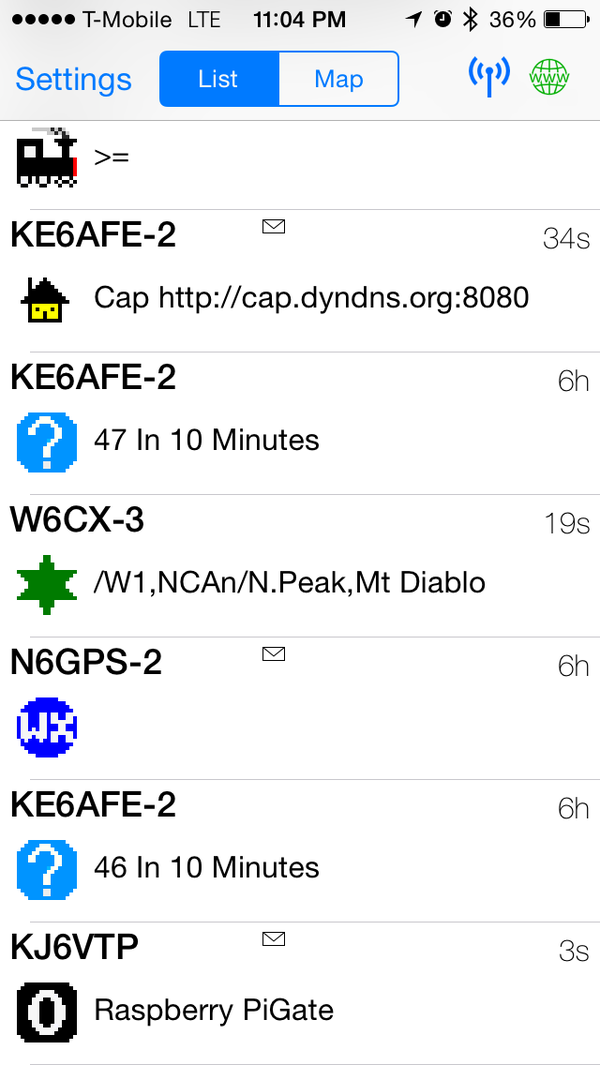 T-Mobile LTE 11:04 PM 36%
Settings List Map WWW
>=
KE6AFE-2 34s
Cap http://cap.dyndns.org:8080
KE6AFE-2 6h
? 47 In 10 Minutes
W6CX-3 19s
/W1,NCAn/N.Peak,Mt Diablo
N6GPS-2 6h
WX
KE6AFE-2 6h
? 46 In 10 Minutes
KJ6VTP 3s
0 Raspberry PiGate